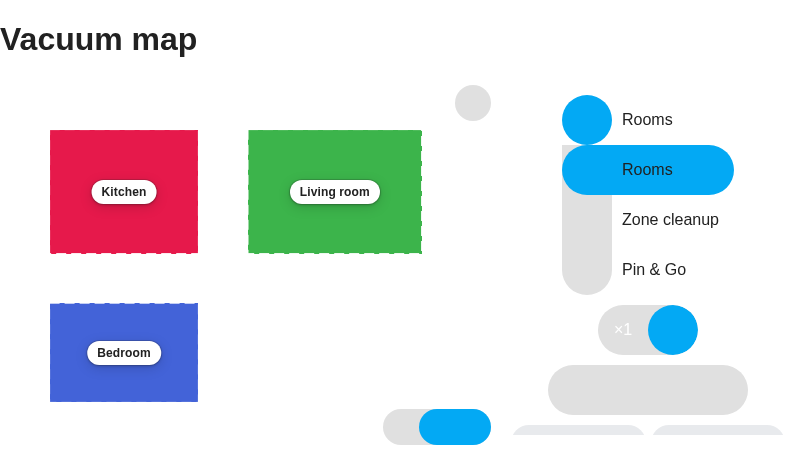 Vacuum map
Kitchen
Living room
Bedroom
Rooms
Rooms
Zone cleanup
Pin & Go
×1